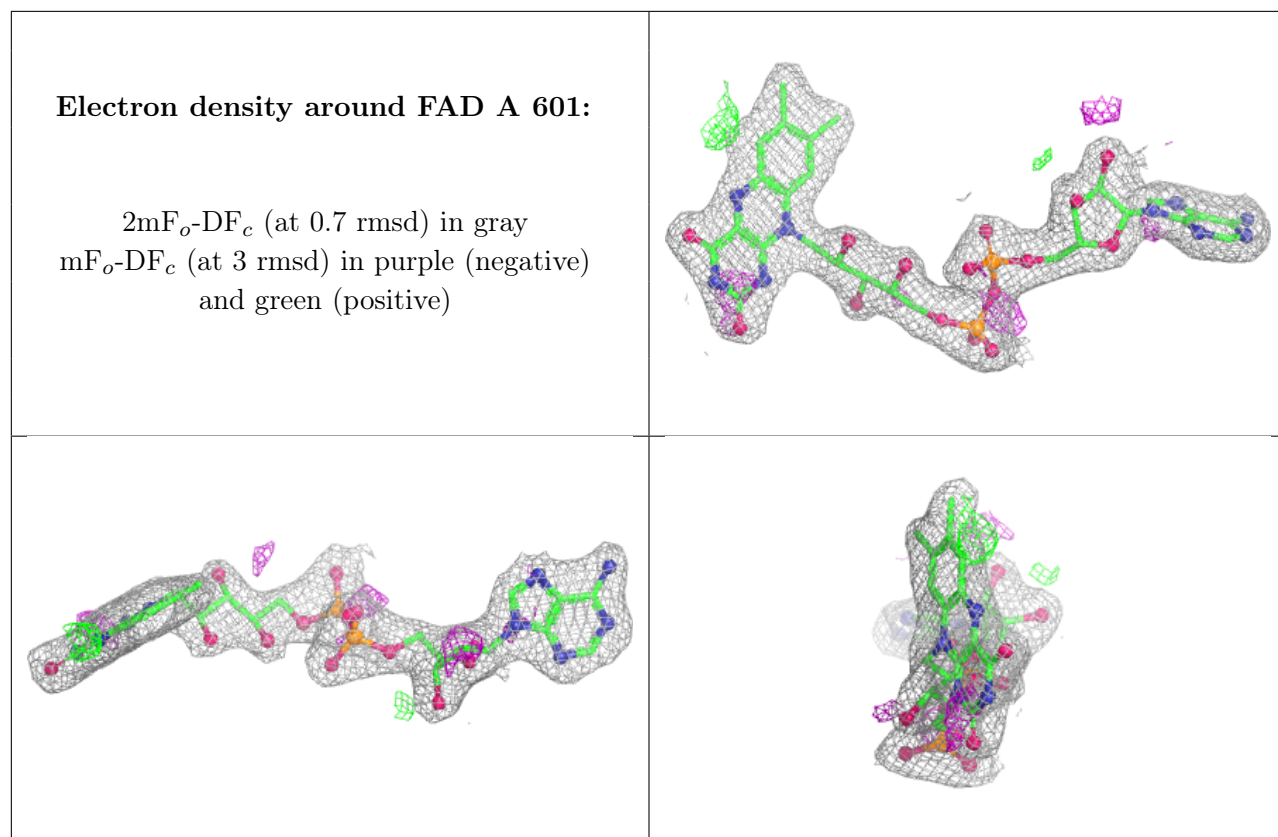 Electron density around FAD A 601:
2mFo-DFc (at 0.7 rmsd) in gray
mFo-DFc (at 3 rmsd) in purple (negative)
and green (positive)